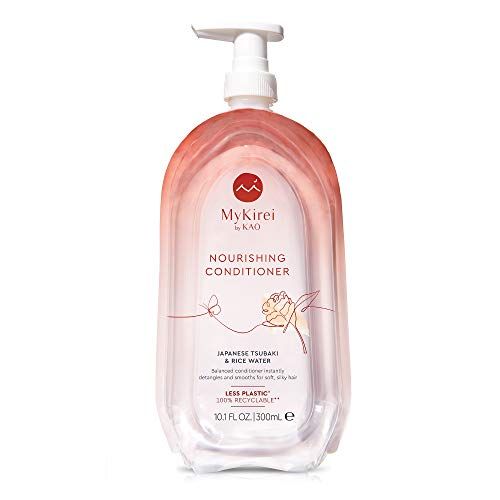 MyKirei
by KAO
NOURISHING
CONDITIONER
JAPANESE TSUBAKI
& RICE WATER
Balanced conditioner instantly
detangles and smooths for soft, silky hair
LESS PLASTIC*
100% RECYCLABLE**
10.1 FL OZ.|300mL ℮